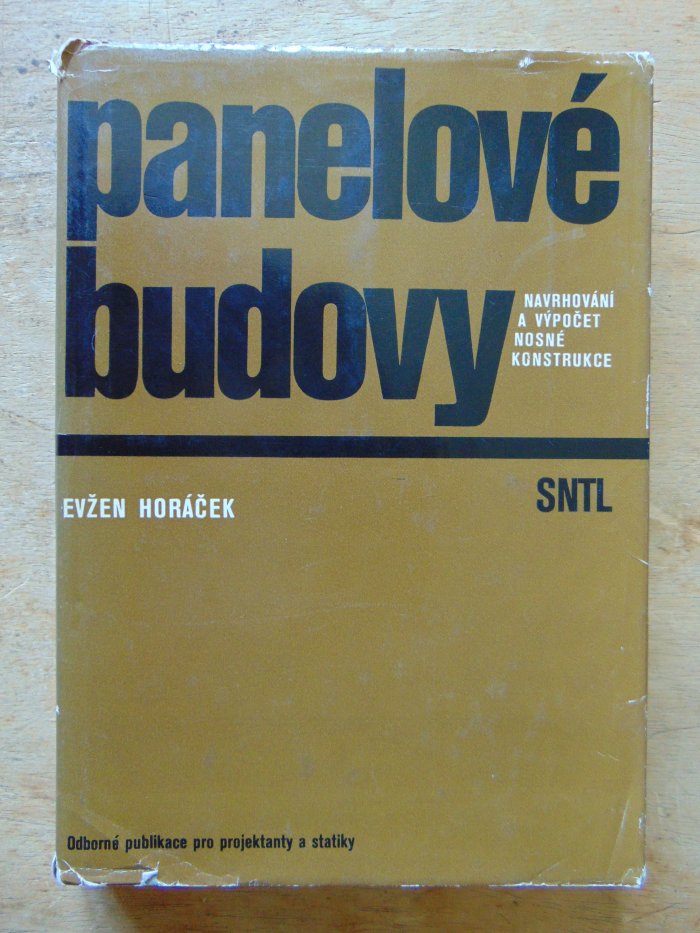 panelové
budovy
NAVRHOVÁNÍ
A VÝPOČET
NOSNÉ
KONSTRUKCE
EVŽEN HORÁČEK
SNTL
Odborné publikace pro projektanty a statiky